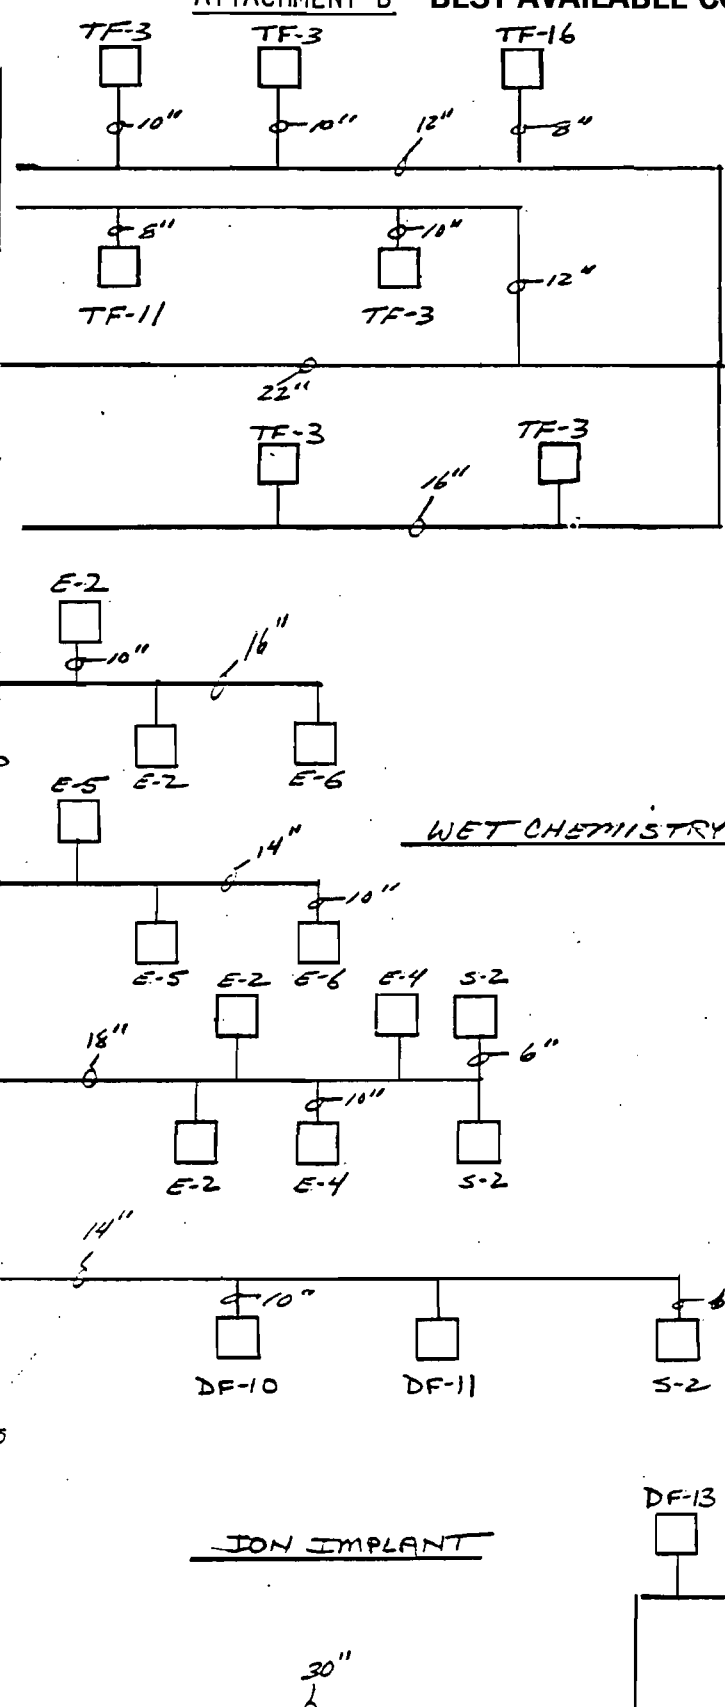 ATTACHMENT B BEST AVAILABLE CO
TF-3 TF-3 TF-16
10" 10" 12" 8"
8" 10" 12"
TF-11 TF-3
22"
TF-3 TF-3
16"
E-2
10" 16"
E-5 E-2 E-6
WET CHEMISTRY
14"
10"
E-5 E-2 E-6 E-4 S-2
18" 6"
10"
E-2 E-4 S-2
14"
10" 6
DF-10 DF-11 S-2
DF-13
ION IMPLANT
30"